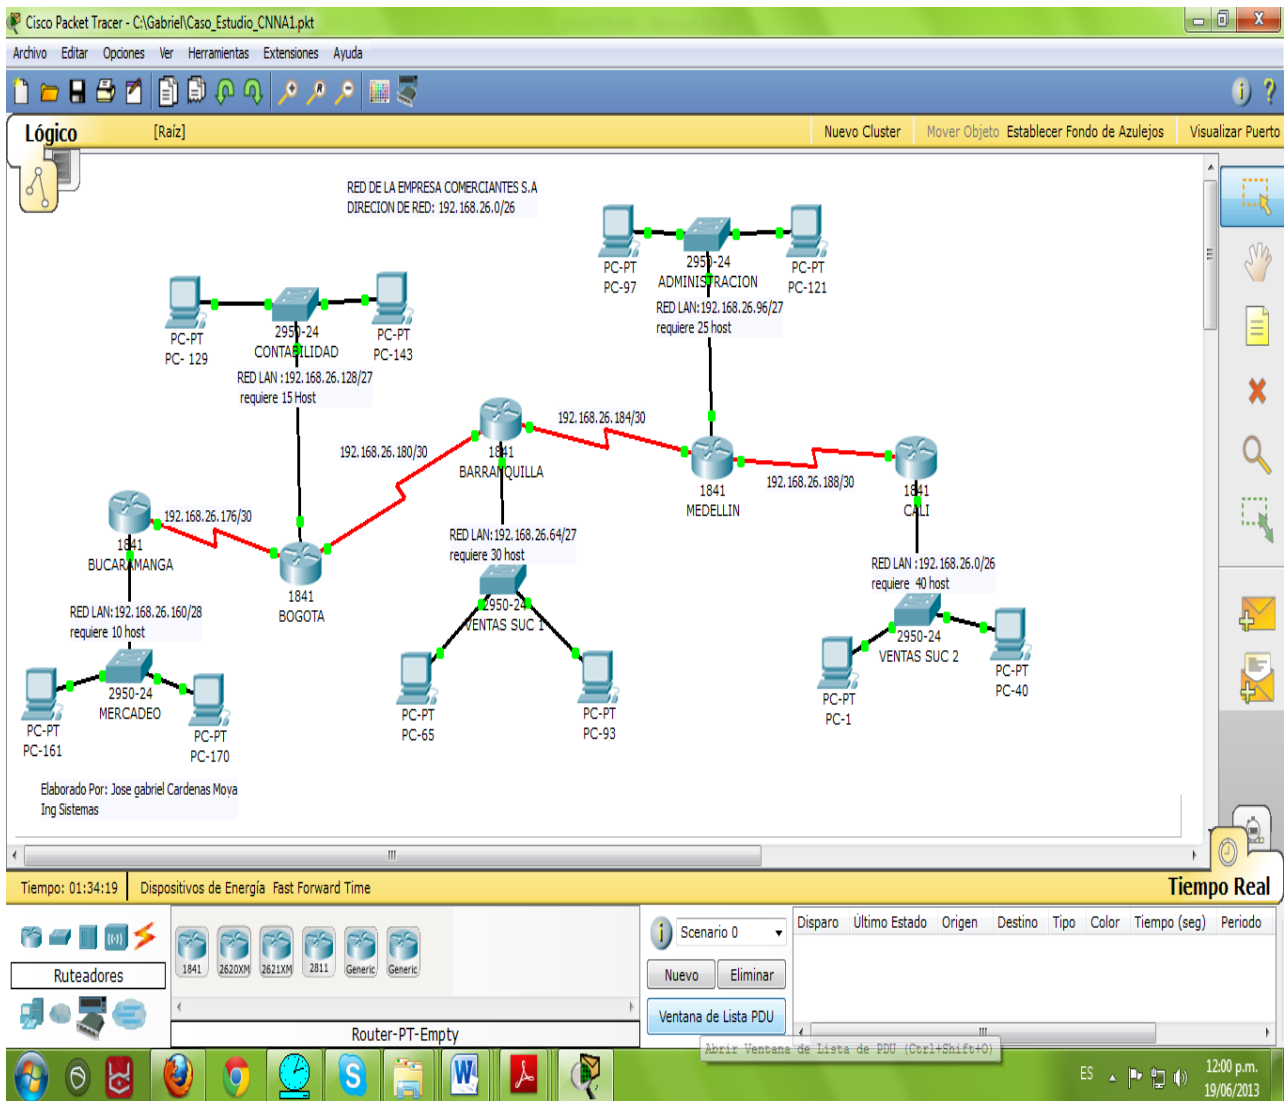 Cisco Packet Tracer - C:\Gabriel\Caso_Estudio_CNNA1.pkt
Archivo Editar Opciones Ver Herramientas Extensiones Ayuda
Lógico [Raíz] Nuevo Cluster Mover Objeto Establecer Fondo de Azulejos Visualizar Puerto
RED DE LA EMPRESA COMERCIANTES S.A
DIRECION DE RED: 192.168.26.0/26
PC-PT
PC-97
2950-24
ADMINISTRACION
PC-PT
PC-121
RED LAN:192.168.26.96/27
requiere 25 host
PC-PT
PC- 129
2950-24
CONTABILIDAD
PC-PT
PC-143
RED LAN :192.168.26.128/27
requiere 15 Host
192.168.26.180/30
1841
BARRANQUILLA
192.168.26.184/30
1841
MEDELLIN
192.168.26.188/30
1841
CALI
1841
BUCARAMANGA
192.168.26.176/30
1841
BOGOTA
RED LAN:192.168.26.64/27
requiere 30 host
2950-24
VENTAS SUC 1
RED LAN :192.168.26.0/26
requiere 40 host
2950-24
VENTAS SUC 2
RED LAN:192.168.26.160/28
requiere 10 host
2950-24
MERCADEO
PC-PT
PC-161
PC-PT
PC-170
PC-PT
PC-65
PC-PT
PC-93
PC-PT
PC-1
PC-PT
PC-40
Elaborado Por: Jose gabriel Cardenas Moya
Ing Sistemas
Tiempo: 01:34:19 Dispositivos de Energía Fast Forward Time Tiempo Real
Ruteadores
1841 2620XM 2621XM 2811 Generic Generic
Router-PT-Empty
Scenario 0
Nuevo Eliminar
Ventana de Lista PDU
Disparo Último Estado Origen Destino Tipo Color Tiempo (seg) Periodo
Abrir Ventana de Lista de PDU (Ctrl+Shift+O)
ES 12:00 p.m.
19/06/2013